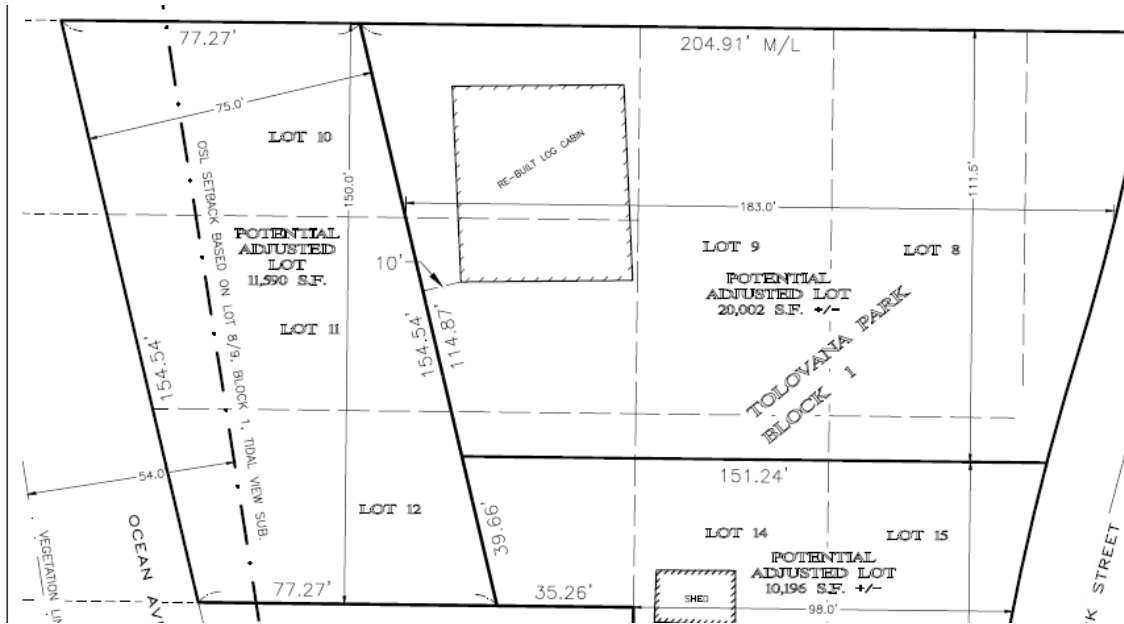 77.27'
204.91' M/L
75.0'
LOT 10
RE-BUILT LOG CABIN
150.0'
111.5'
OSL SETBACK BASED ON LOT 8/9, BLOCK 1, TIDAL VIEW SUB.
183.0'
POTENTIAL
ADJUSTED
LOT
11,590 S.F.
LOT 9
LOT 8
10'
POTENTIAL
ADJUSTED LOT
20,002 S.F. +/-
LOT 11
154.54'
154.54'
114.87'
TOLOVANA PARK
BLOCK 1
54.0'
151.24'
LOT 12
39.66'
LOT 14
LOT 15
OCEAN
VEGETATION
POTENTIAL
ADJUSTED LOT
10,196 S.F. +/-
77.27'
35.26'
SHED
98.0'
STREET